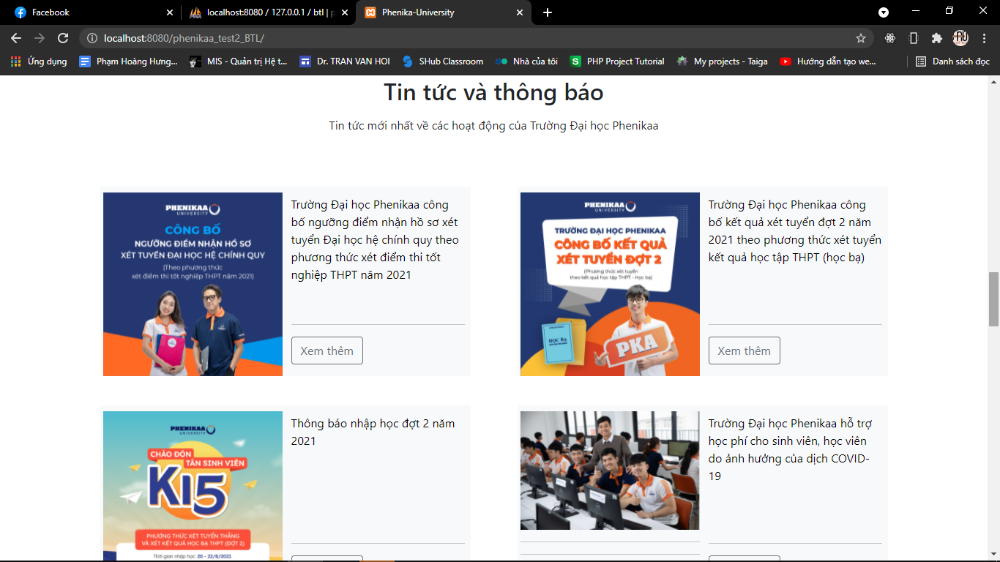 Facebook
localhost:8080 / 127.0.0.1 / btl | p
Phenika-University
localhost:8080/phenikaa_test2_BTL/
Ứng dụng
Phạm Hoàng Hưng...
MIS - Quản trị Hệ t...
Dr. TRAN VAN HOI
SHub Classroom
Nhà của tôi
PHP Project Tutorial
My projects - Taiga
Hướng dẫn tạo we...
Danh sách đọc
Tin tức và thông báo
Tin tức mới nhất về các hoạt động của Trường Đại học Phenikaa
PHENIKAA
UNIVERSITY
CÔNG BỐ
NGƯỠNG ĐIỂM NHẬN HỒ SƠ
XÉT TUYỂN ĐẠI HỌC HỆ CHÍNH QUY
(Theo phương thức
xét điểm thi tốt nghiệp THPT năm 2021)
Trường Đại học Phenikaa công
bố ngưỡng điểm nhận hồ sơ xét
tuyển Đại học hệ chính quy theo
phương thức xét điểm thi tốt
nghiệp THPT năm 2021
Xem thêm
PHENIKAA
UNIVERSITY
TRƯỜNG ĐẠI HỌC PHENIKAA
CÔNG BỐ KẾT QUẢ
XÉT TUYỂN ĐỢT 2
(Phương thức xét tuyển
theo kết quả học tập THPT - Học bạ)
HỌC BẠ
PKA
Trường Đại học Phenikaa công
bố kết quả xét tuyển đợt 2 năm
2021 theo phương thức xét tuyển
kết quả học tập THPT (học bạ)
Xem thêm
PHENIKAA
UNIVERSITY
CHÀO ĐÓN
TÂN SINH VIÊN
K15
PHƯƠNG THỨC XÉT TUYỂN THẲNG
VÀ XÉT KẾT QUẢ HỌC BẠ THPT (ĐỢT 2)
Thời gian nhập học: 20 - 22/8/2021
Thông báo nhập học đợt 2 năm
2021
Trường Đại học Phenikaa hỗ trợ
học phí cho sinh viên, học viên
do ảnh hưởng của dịch COVID-
19